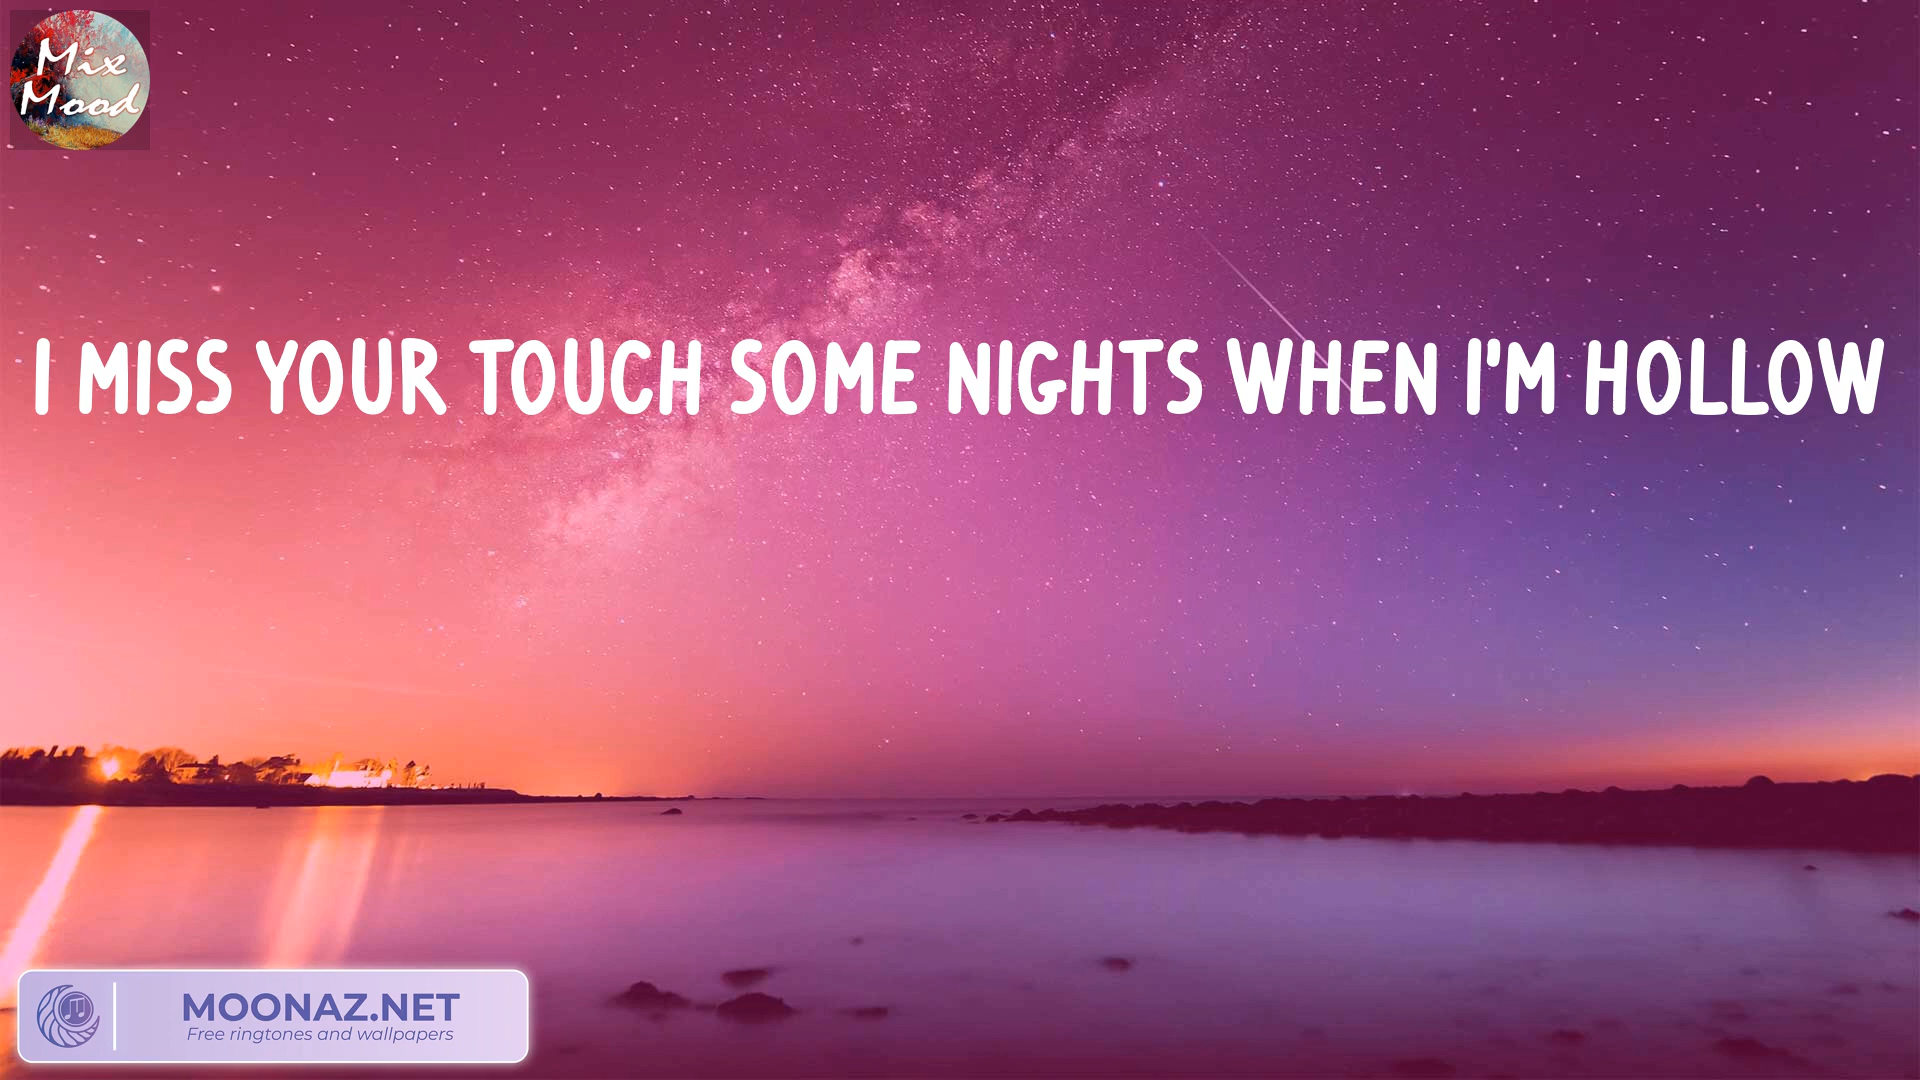 Mix
Mood
I MISS YOUR TOUCH SOME NIGHTS WHEN I'M HOLLOW
MOONAZ.NET
Free ringtones and wallpapers